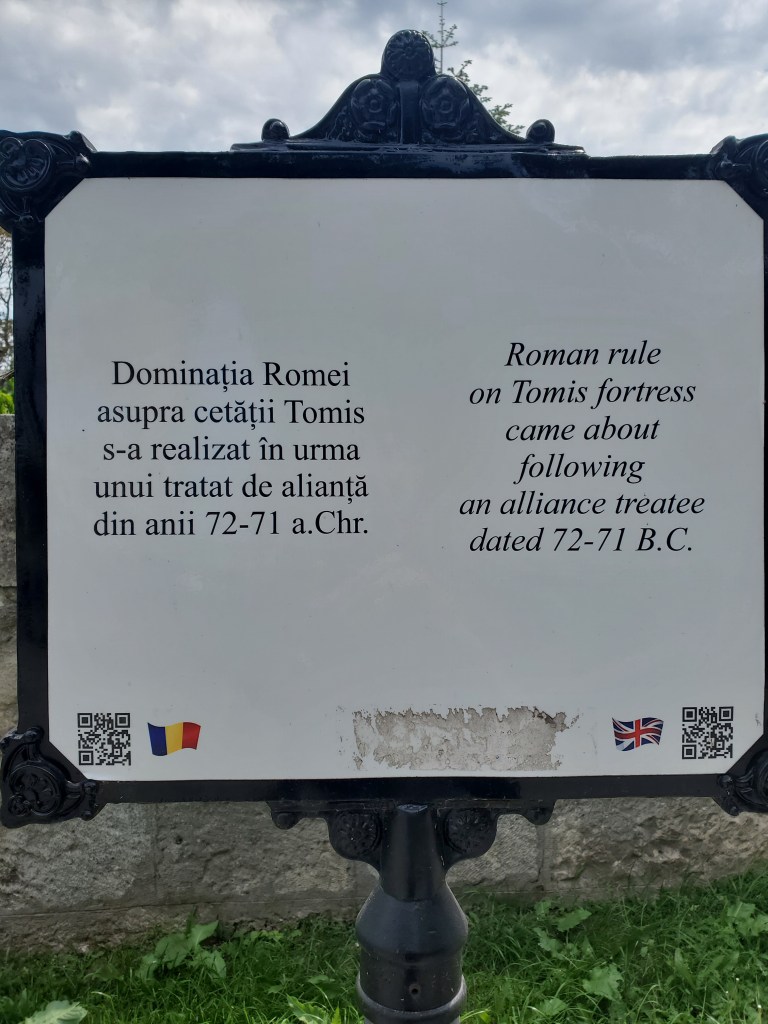 Dominația Romei
asupra cetății Tomis
s-a realizat în urma
unui tratat de alianță
din anii 72-71 a.Chr.
Roman rule
on Tomis fortress
came about
following
an alliance treatee
dated 72-71 B.C.